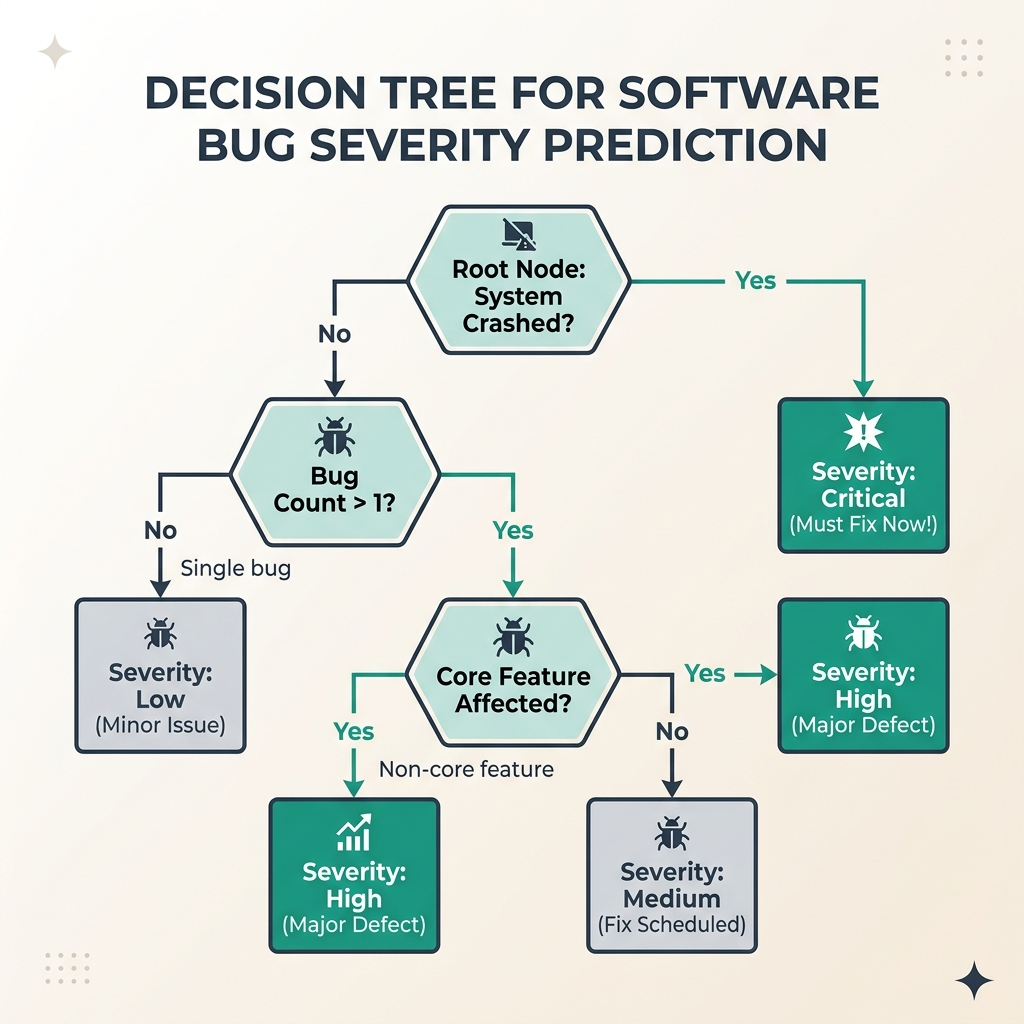 DECISION TREE FOR SOFTWARE
BUG SEVERITY PREDICTION
Root Node:
System
Crashed?
Yes
No
Bug
Count > 1?
Severity:
Critical
(Must Fix Now!)
No
Yes
Single bug
Severity:
Low
(Minor Issue)
Core Feature
Affected?
Yes
Severity:
High
(Major Defect)
Yes
No
Non-core feature
Severity:
High
(Major Defect)
Severity:
Medium
(Fix Scheduled)